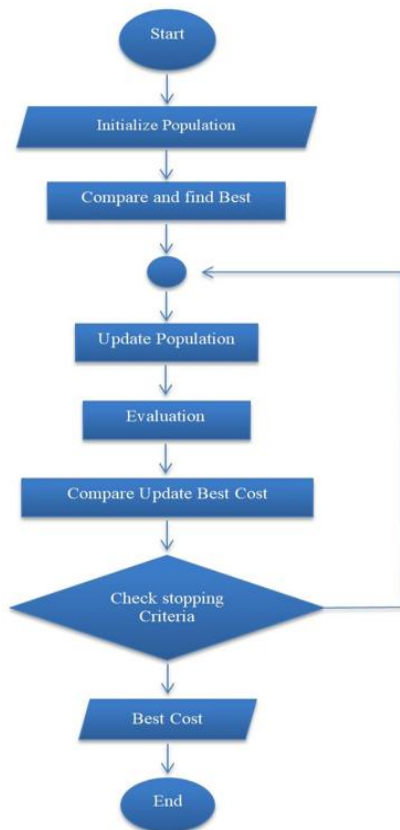 Start
Initialize Population
Compare and find Best
Update Population
Evaluation
Compare Update Best Cost
Check stopping
Criteria
Best Cost
End